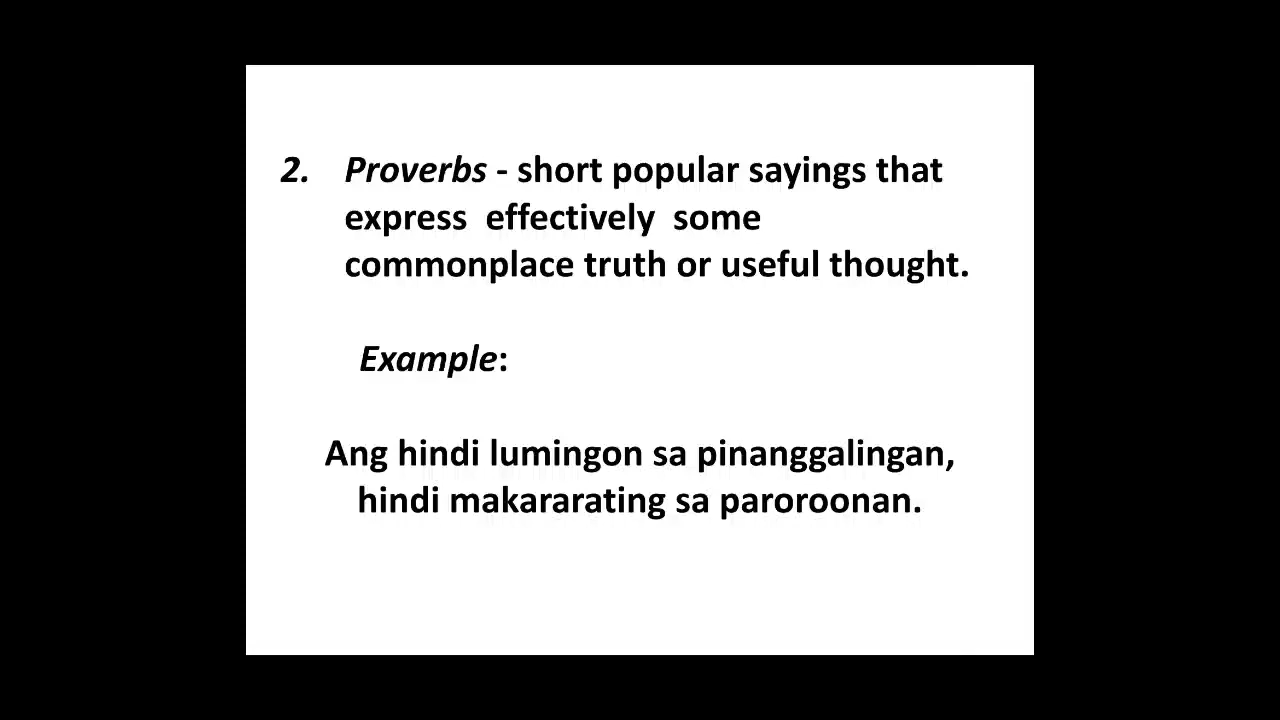 2. Proverbs - short popular sayings that
express effectively some
commonplace truth or useful thought.
Example:
Ang hindi lumingon sa pinanggalingan,
hindi makararating sa paroroonan.